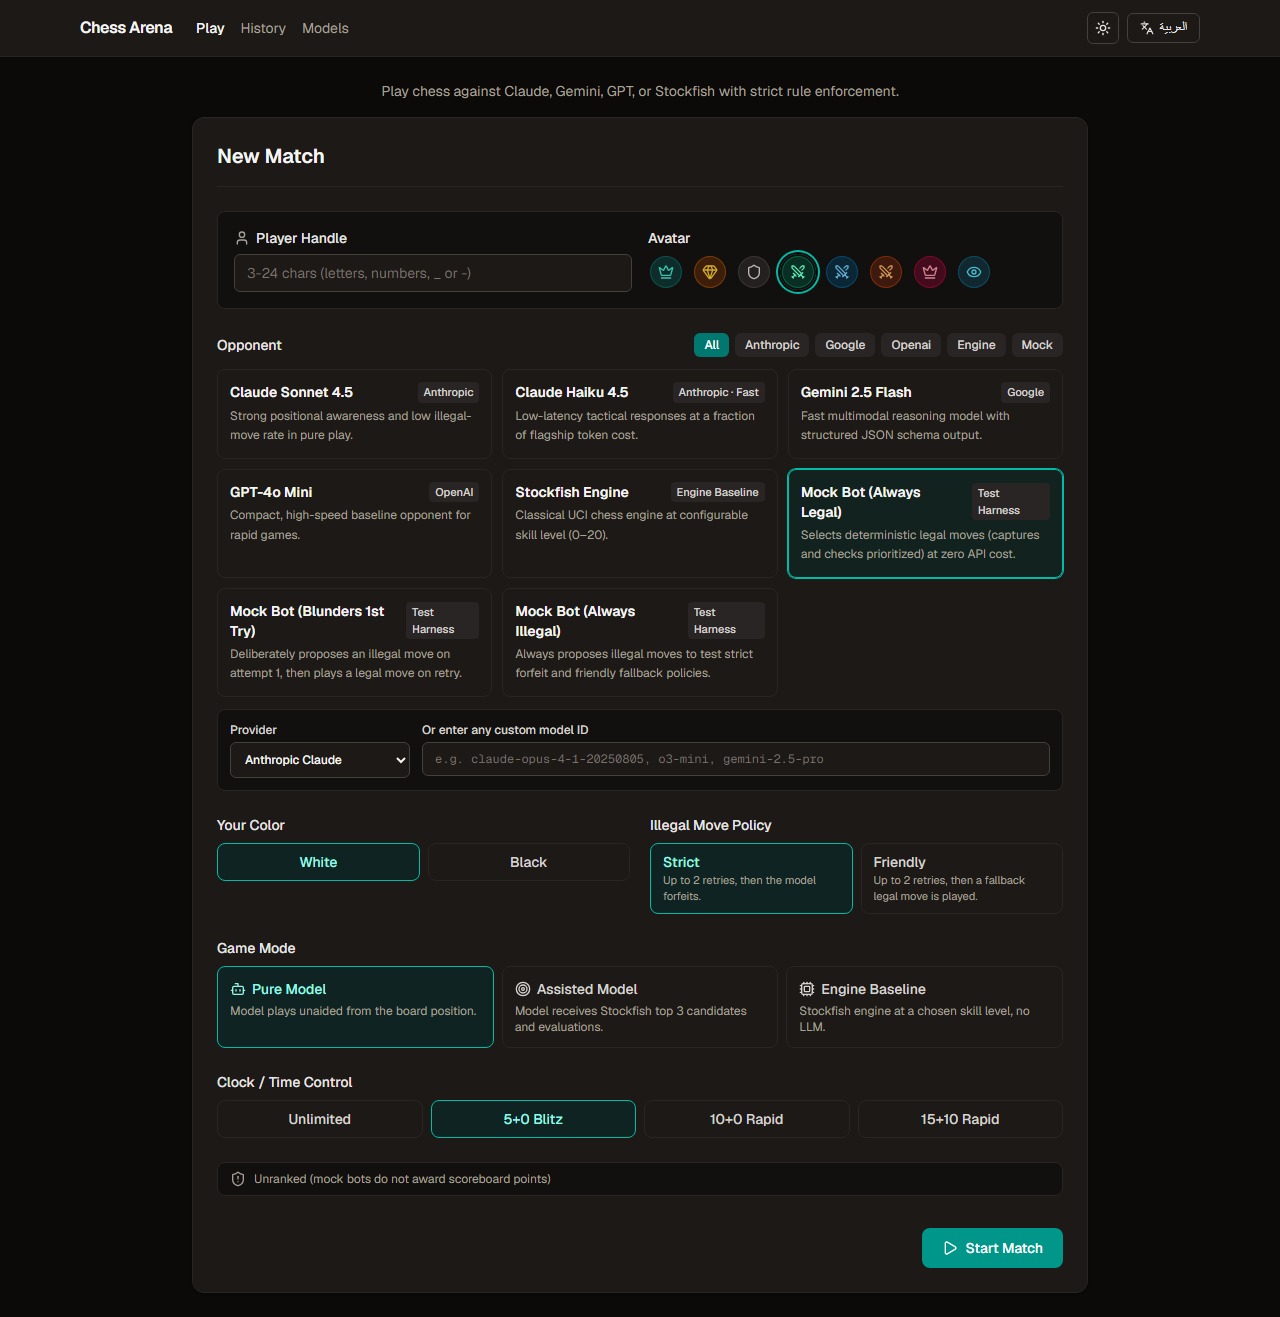 Chess Arena
Play
History
Models
العربية
Play chess against Claude, Gemini, GPT, or Stockfish with strict rule enforcement.
New Match
Player Handle
3-24 chars (letters, numbers, _ or -)
Avatar
Opponent
All
Anthropic
Google
Openai
Engine
Mock
Claude Sonnet 4.5
Anthropic
Strong positional awareness and low illegal-
move rate in pure play.
Claude Haiku 4.5
Anthropic · Fast
Low-latency tactical responses at a fraction
of flagship token cost.
Gemini 2.5 Flash
Google
Fast multimodal reasoning model with
structured JSON schema output.
GPT-4o Mini
OpenAI
Compact, high-speed baseline opponent for
rapid games.
Stockfish Engine
Engine Baseline
Classical UCI chess engine at configurable
skill level (0–20).
Mock Bot (Always
Legal)
Test
Harness
Selects deterministic legal moves (captures
and checks prioritized) at zero API cost.
Mock Bot (Blunders 1st
Try)
Test
Harness
Deliberately proposes an illegal move on
attempt 1, then plays a legal move on retry.
Mock Bot (Always
Illegal)
Test
Harness
Always proposes illegal moves to test strict
forfeit and friendly fallback policies.
Provider
Anthropic Claude
Or enter any custom model ID
e.g. claude-opus-4-1-20250805, o3-mini, gemini-2.5-pro
Your Color
White
Black
Illegal Move Policy
Strict
Up to 2 retries, then the model
forfeits.
Friendly
Up to 2 retries, then a fallback
legal move is played.
Game Mode
Pure Model
Model plays unaided from the board position.
Assisted Model
Model receives Stockfish top 3 candidates
and evaluations.
Engine Baseline
Stockfish engine at a chosen skill level, no
LLM.
Clock / Time Control
Unlimited
5+0 Blitz
10+0 Rapid
15+10 Rapid
Unranked (mock bots do not award scoreboard points)
Start Match